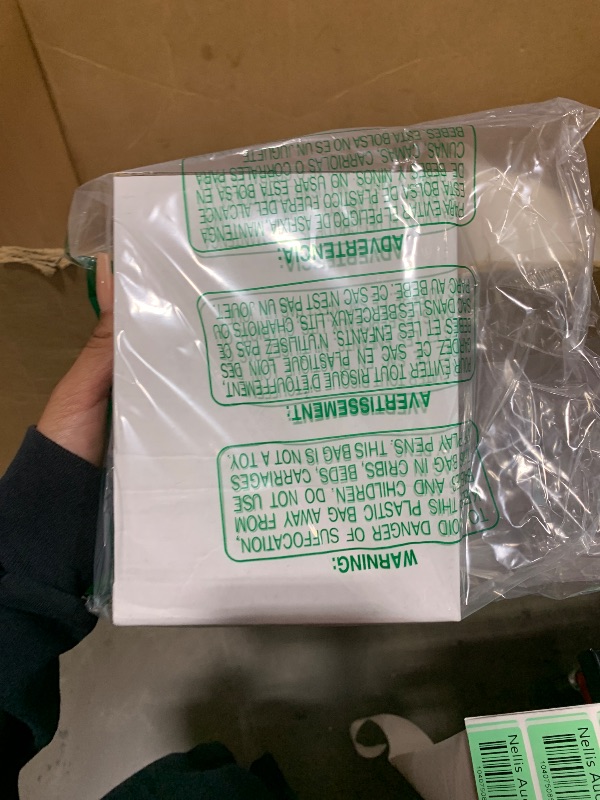 WARNING:
TO AVOID DANGER OF SUFFOCATION,
THIS PLASTIC BAG AWAY FROM
AND CHILDREN. DO NOT USE
BAG IN CRIBS, BEDS, CARRIAGES
PLAY PENS. THIS BAG IS NOT A TOY.
AVERTISSEMENT:
EVITER TOUT RISQUE D'ETOUFFEMENT,
GARDEZ CE SAC EN PLASTIQUE LOIN DES
BEBES ET LES ENFANTS. N'UTILISEZ PAS CE
SAC DANS LES BERCEAUX, LITS, CHARIOTS OU
PARC AU BEBE. CE SAC N'EST PAS UN JOUET
ADVERTENCIA:
PARA EVITAR EL PELIGRO DE ASFIXIA MANTENGA
ESTA BOLSA DE PLASTICO FUERA DEL ALCANCE
DE BEBES Y NINOS. NO USAR ESTA BOLSA EN
CUNAS, CAMAS, CARRIOLAS O CORRALES PARA
BEBES. ESTA BOLSA NO ES UN JUGUETE
Nellis Au
Nellis Au